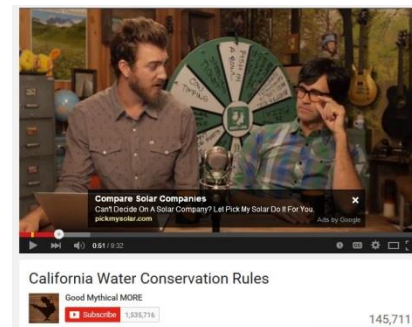 Compare Solar Companies
Can't Decide On A Solar Company? Let Pick My Solar Do It For You.
pickmysolar.com
Ads by Google
0:51 / 9:32
California Water Conservation Rules
Good Mythical MORE
Subscribe 1,535,716
145,711